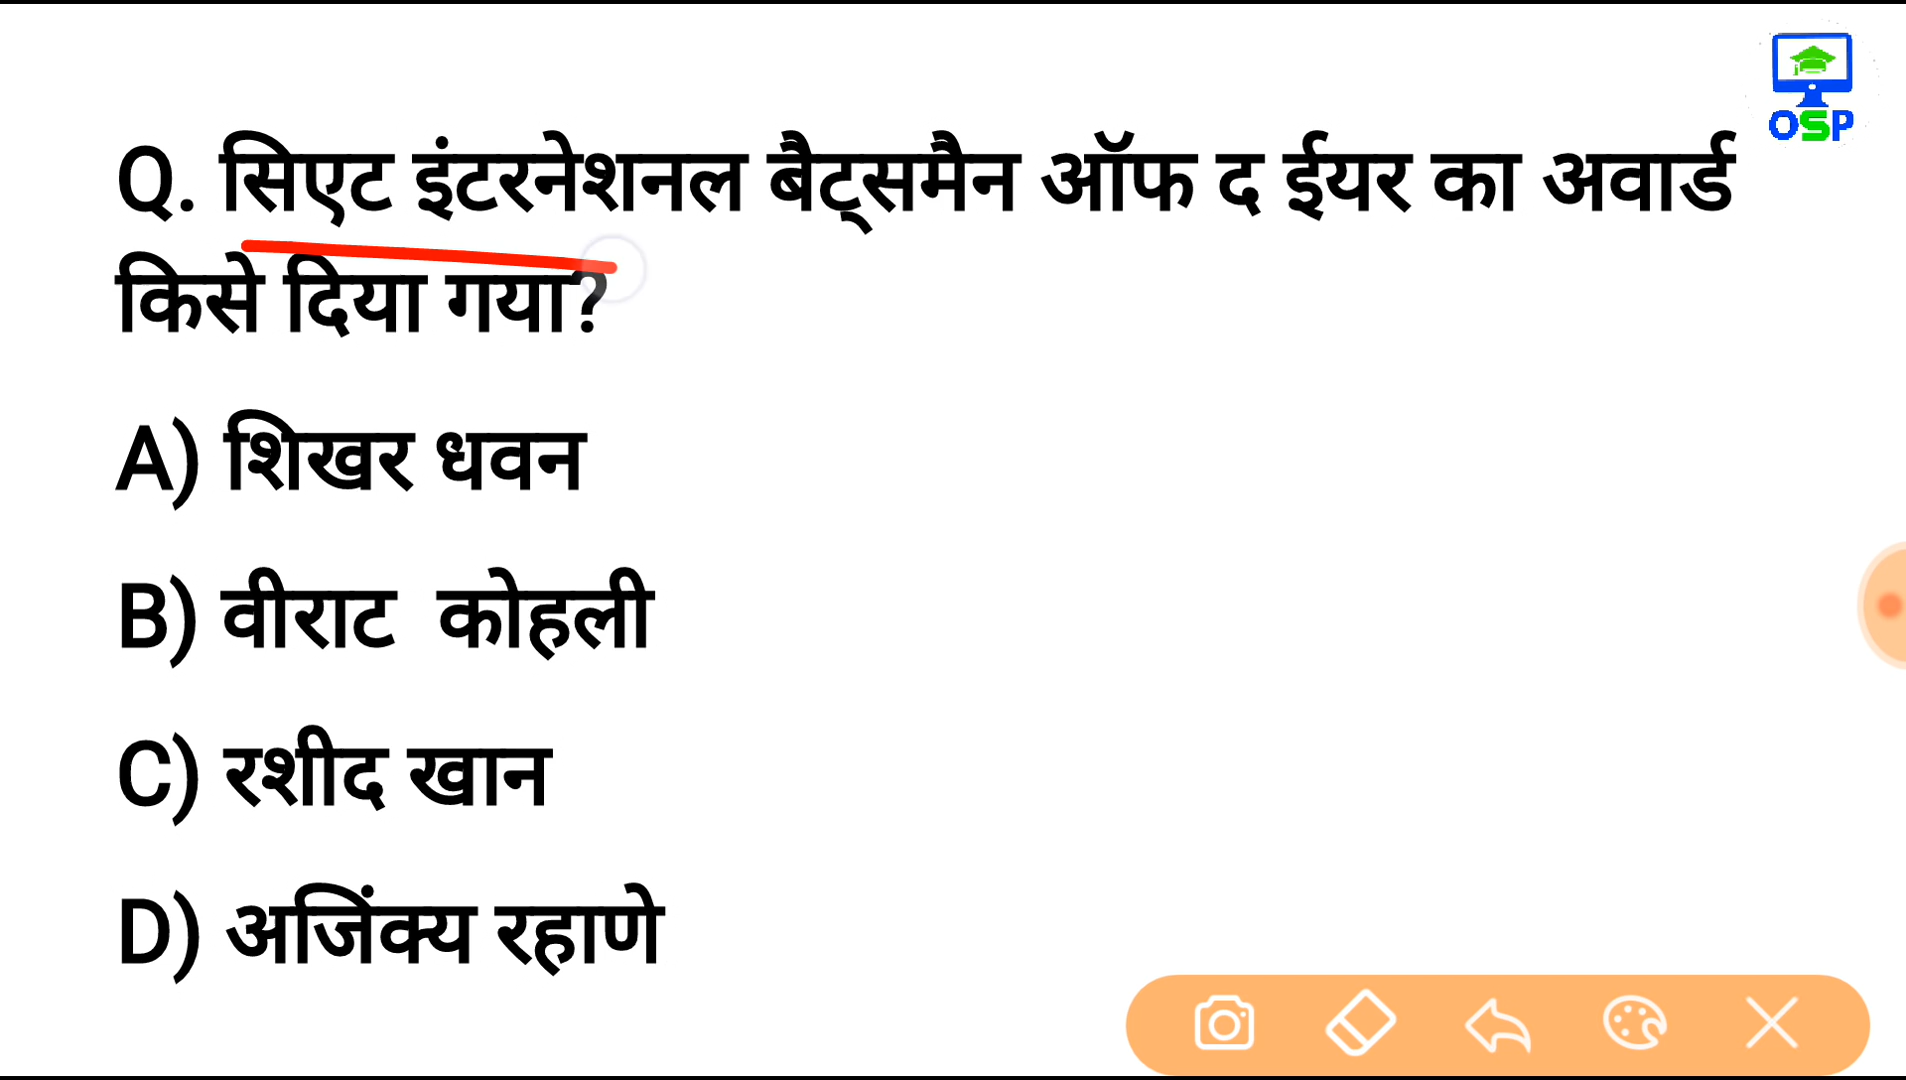 OSP
Q. सिएट इंटरनेशनल बैट्समैन ऑफ द ईयर का अवार्ड
किसे दिया गया?
A) शिखर धवन
B) वीराट कोहली
C) रशीद खान
D) अजिंक्य रहाणे